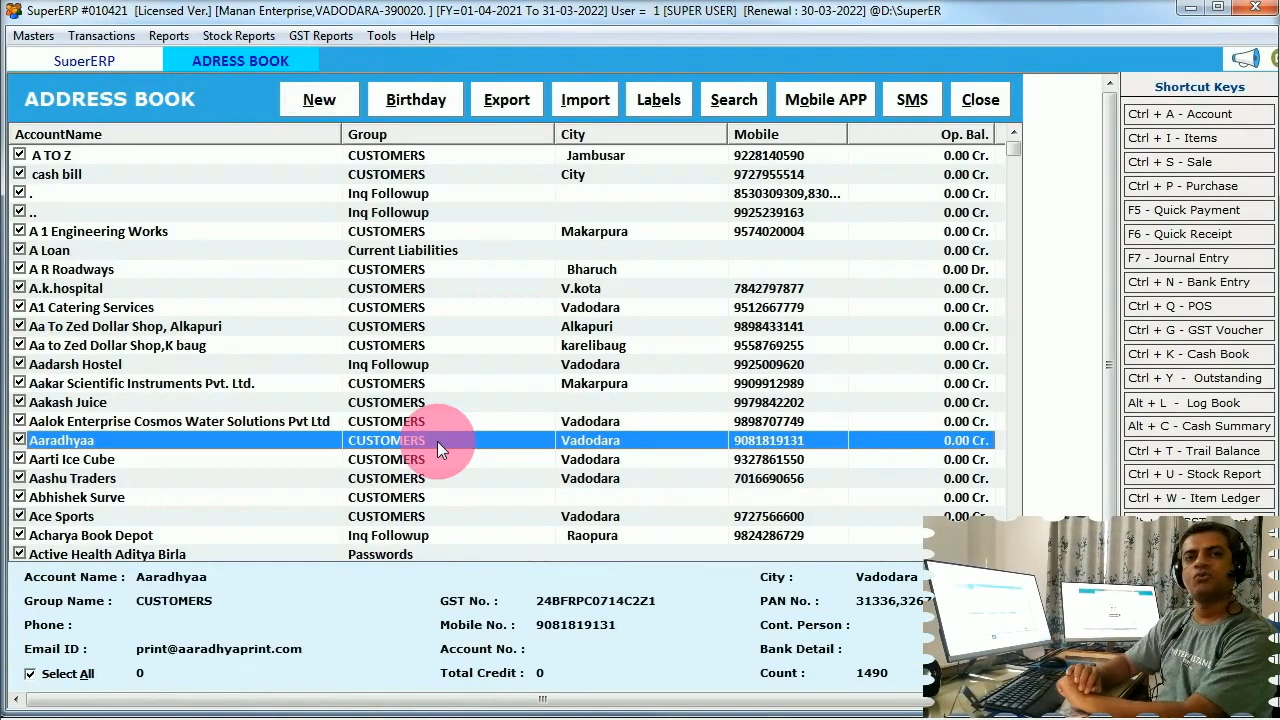 SuperERP #010421 [Licensed Ver.] [Manan Enterprise,VADODARA-390020. ] [FY=01-04-2021 To 31-03-2022] User = 1 [SUPER USER] [Renewal : 30-03-2022] @D:\SuperER
Masters Transactions Reports Stock Reports GST Reports Tools Help
SuperERP ADRESS BOOK
ADDRESS BOOK New Birthday Export Import Labels Search Mobile APP SMS Close
AccountName Group City Mobile Op. Bal.
A TO Z CUSTOMERS Jambusar 9228140590 0.00 Cr.
cash bill CUSTOMERS City 9727955514 0.00 Cr.
. Inq Followup 8530309309,830... 0.00 Cr.
.. Inq Followup 9925239163 0.00 Cr.
A 1 Engineering Works CUSTOMERS Makarpura 9574020004 0.00 Cr.
A Loan Current Liabilities 0.00 Cr.
A R Roadways CUSTOMERS Bharuch 0.00 Dr.
A.k.hospital CUSTOMERS V.kota 7842797877 0.00 Cr.
A1 Catering Services CUSTOMERS Vadodara 9512667779 0.00 Cr.
Aa To Zed Dollar Shop, Alkapuri CUSTOMERS Alkapuri 9898433141 0.00 Cr.
Aa to Zed Dollar Shop,K baug CUSTOMERS karelibaug 9558769255 0.00 Cr.
Aadarsh Hostel Inq Followup Vadodara 9925009620 0.00 Cr.
Aakar Scientific Instruments Pvt. Ltd. CUSTOMERS Makarpura 9909912989 0.00 Cr.
Aakash Juice CUSTOMERS 9979842202 0.00 Cr.
Aalok Enterprise Cosmos Water Solutions Pvt Ltd CUSTOMERS Vadodara 9898707749 0.00 Cr.
Aaradhyaa CUSTOMERS Vadodara 9081819131 0.00 Cr.
Aarti Ice Cube CUSTOMERS Vadodara 9327861550 0.00 Cr.
Aashu Traders CUSTOMERS Vadodara 7016690656 0.00 Cr.
Abhishek Surve CUSTOMERS 0.00 Cr.
Ace Sports CUSTOMERS Vadodara 9727566600 0.00 Cr.
Acharya Book Depot Inq Followup Raopura 9824286729
Active Health Aditya Birla Passwords
Account Name : Aaradhyaa City : Vadodara
Group Name : CUSTOMERS GST No. : 24BFRPC0714C2Z1 PAN No. : 31336,3267
Phone : Mobile No. : 9081819131 Cont. Person :
Email ID : print@aaradhyaprint.com Account No. : Bank Detail :
Select All 0 Total Credit : 0 Count : 1490
Shortcut Keys
Ctrl + A - Account
Ctrl + I - Items
Ctrl + S - Sale
Ctrl + P - Purchase
F5 - Quick Payment
F6 - Quick Receipt
F7 - Journal Entry
Ctrl + N - Bank Entry
Ctrl + Q - POS
Ctrl + G - GST Voucher
Ctrl + K - Cash Book
Ctrl + Y - Outstanding
Alt + L - Log Book
Alt + C - Cash Summary
Ctrl + T - Trail Balance
Ctrl + U - Stock Report
Ctrl + W - Item Ledger